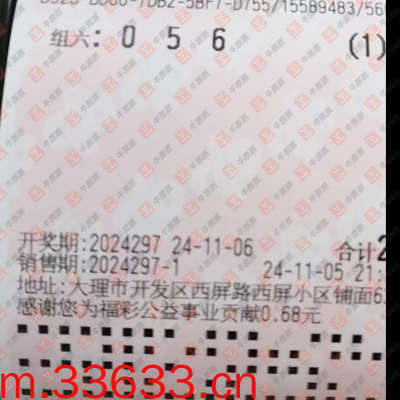 组六: 0 5 6 (1)
开奖期:2024297 24-11-06 合计2
销售期:2024297-1 24-11-05 21:
地址:大理市开发区西屏路西屏小区铺面6
感谢您为福彩公益事业贡献0.68元
m.33633.cn